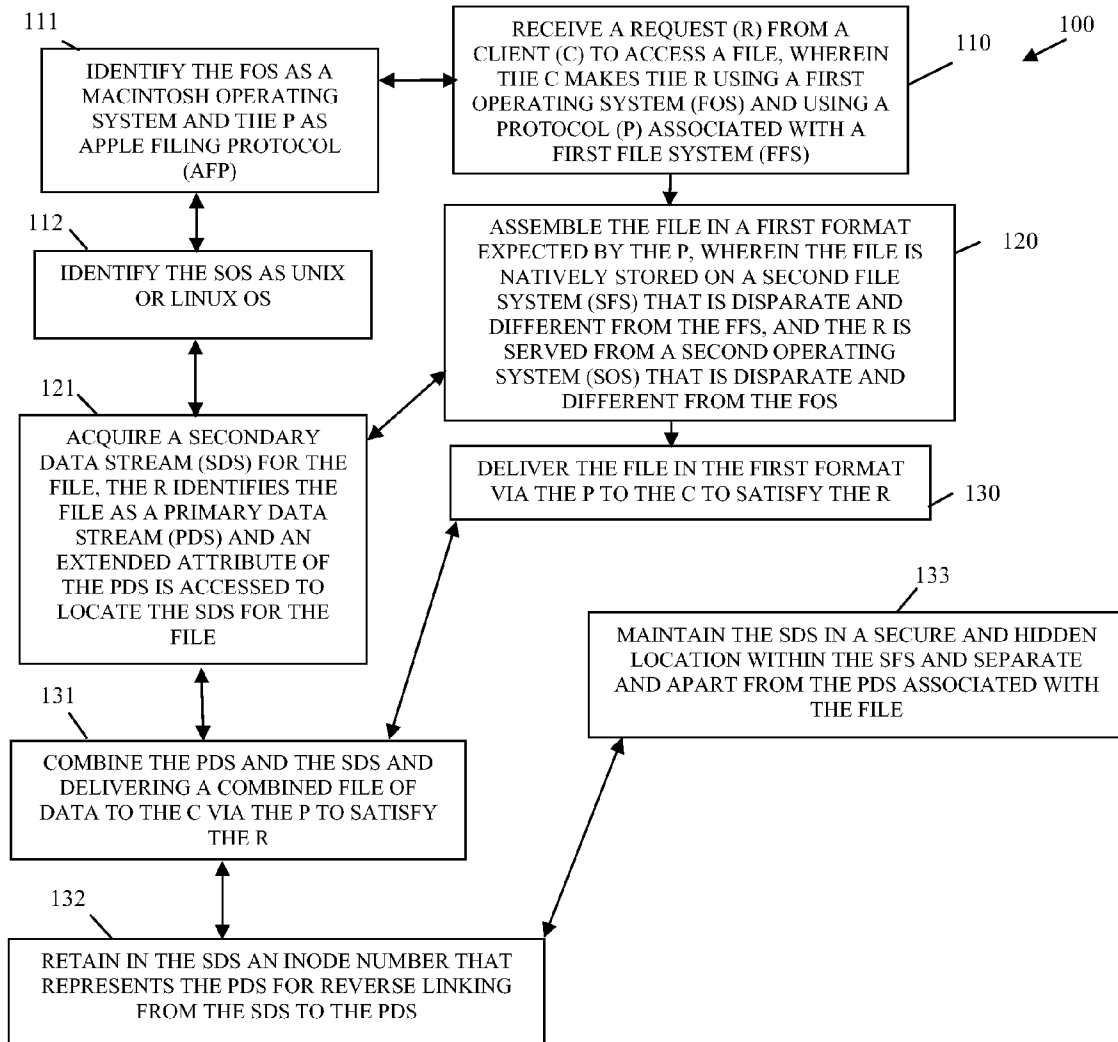 111
IDENTIFY THE FOS AS A
MACINTOSH OPERATING
SYSTEM AND THE P AS
APPLE FILING PROTOCOL
(AFP)
RECEIVE A REQUEST (R) FROM A
CLIENT (C) TO ACCESS A FILE, WHEREIN
THE C MAKES THE R USING A FIRST
OPERATING SYSTEM (FOS) AND USING A
PROTOCOL (P) ASSOCIATED WITH A
FIRST FILE SYSTEM (FFS)
110
100
112
IDENTIFY THE SOS AS UNIX
OR LINUX OS
ASSEMBLE THE FILE IN A FIRST FORMAT
EXPECTED BY THE P, WHEREIN THE FILE IS
NATIVELY STORED ON A SECOND FILE
SYSTEM (SFS) THAT IS DISPARATE AND
DIFFERENT FROM THE FFS, AND THE R IS
SERVED FROM A SECOND OPERATING
SYSTEM (SOS) THAT IS DISPARATE AND
DIFFERENT FROM THE FOS
120
121
ACQUIRE A SECONDARY
DATA STREAM (SDS) FOR THE
FILE, THE R IDENTIFIES THE
FILE AS A PRIMARY DATA
STREAM (PDS) AND AN
EXTENDED ATTRIBUTE OF
THE PDS IS ACCESSED TO
LOCATE THE SDS FOR THE
FILE
DELIVER THE FILE IN THE FIRST FORMAT
VIA THE P TO THE C TO SATISFY THE R
130
133
MAINTAIN THE SDS IN A SECURE AND HIDDEN
LOCATION WITHIN THE SFS AND SEPARATE
AND APART FROM THE PDS ASSOCIATED WITH
THE FILE
131
COMBINE THE PDS AND THE SDS AND
DELIVERING A COMBINED FILE OF
DATA TO THE C VIA THE P TO SATISFY
THE R
132
RETAIN IN THE SDS AN INODE NUMBER THAT
REPRESENTS THE PDS FOR REVERSE LINKING
FROM THE SDS TO THE PDS